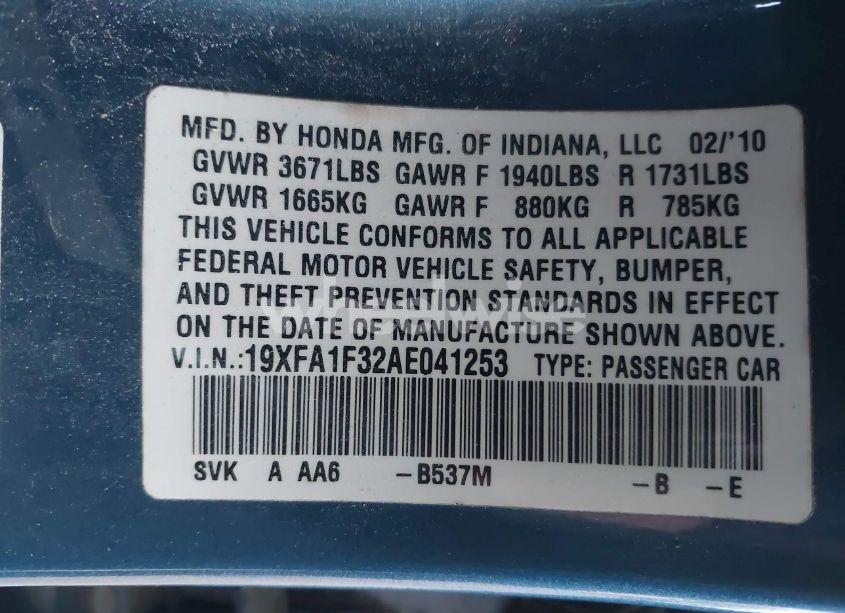 MFD. BY HONDA MFG. OF INDIANA, LLC 02/'10
GVWR 3671LBS GAWR F 1940LBS R 1731LBS
GVWR 1665KG GAWR F 880KG R 785KG
THIS VEHICLE CONFORMS TO ALL APPLICABLE
FEDERAL MOTOR VEHICLE SAFETY, BUMPER,
AND THEFT PREVENTION STANDARDS IN EFFECT
wheelwise
ON THE DATE OF MANUFACTURE SHOWN ABOVE.
V.I.N.:19XFA1F32AE041253 TYPE: PASSENGER CAR
SVK A AA6 -B537M -B -E